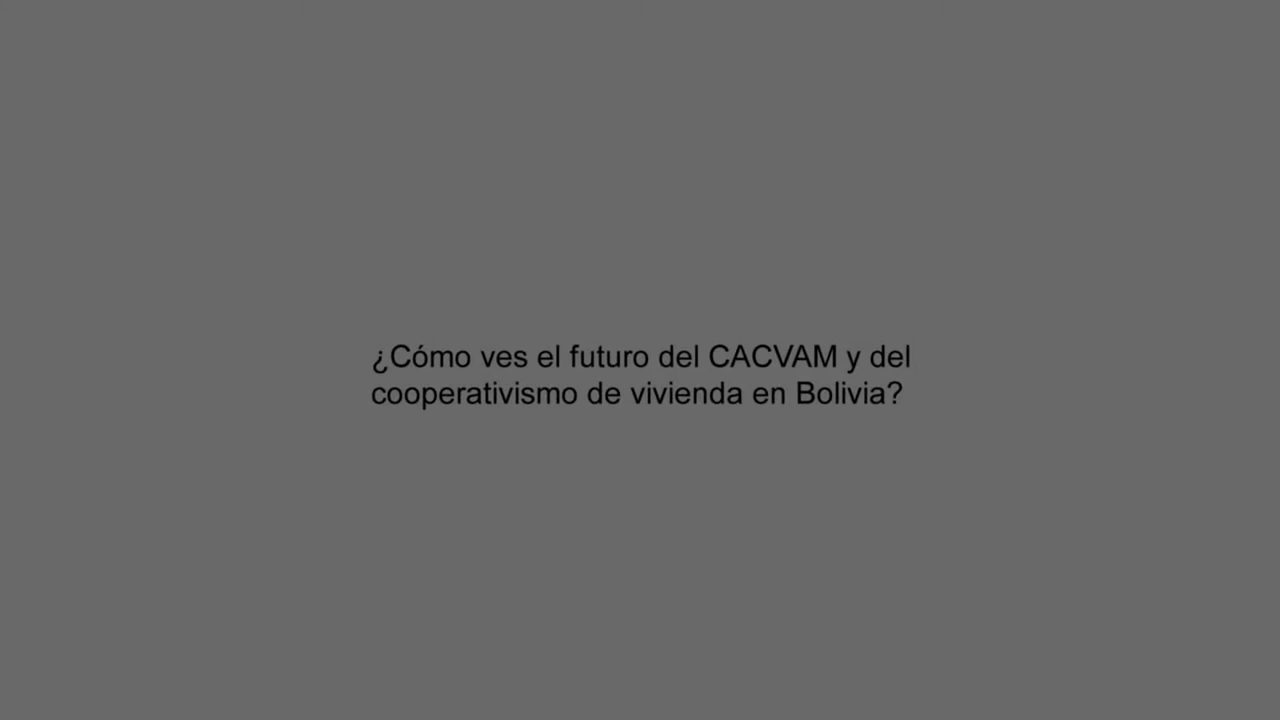 ¿Cómo ves el futuro del CACVAM y del
cooperativismo de vivienda en Bolivia?